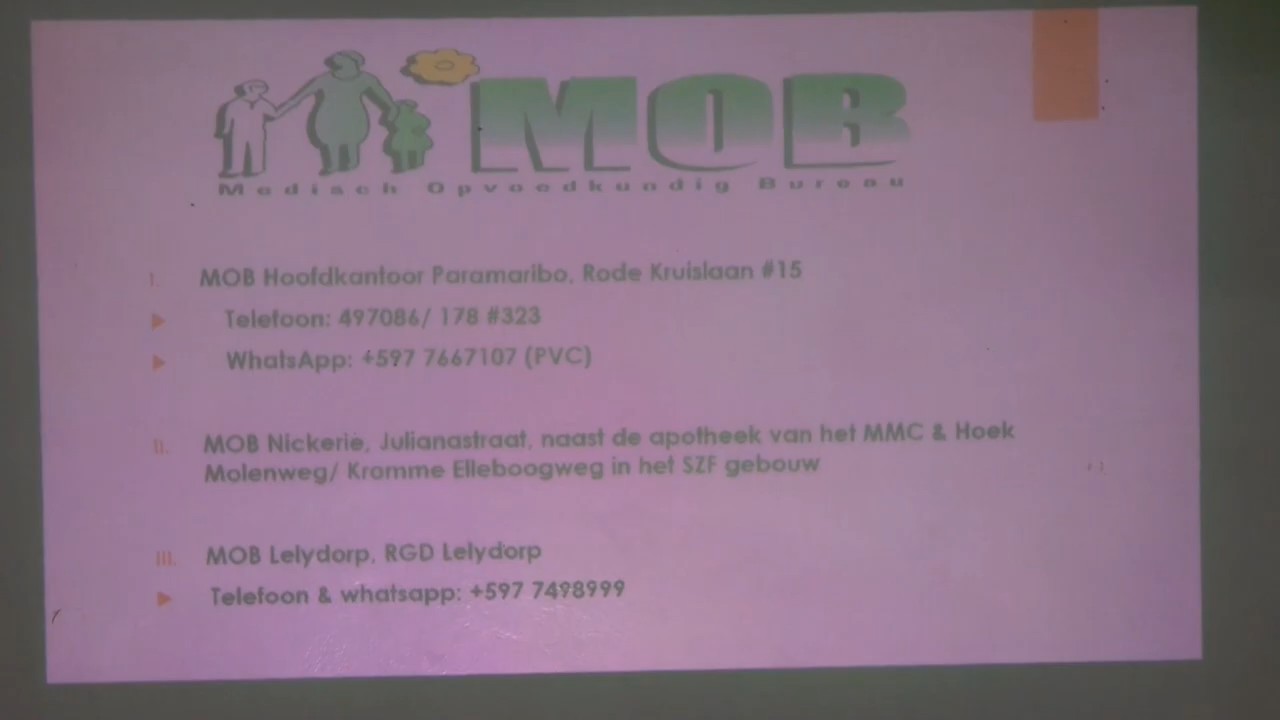 MOB
Medisch Opvoedkundig Bureau
I. MOB Hoofdkantoor Paramaribo, Rode Kruislaan #15
Telefoon: 497086/ 178 #323
WhatsApp: +597 7667107 (PVC)
II. MOB Nickerie, Julianastraat, naast de apotheek van het MMC & Hoek
Molenweg/ Kromme Elleboogweg in het SZF gebouw
III. MOB Lelydorp, RGD Lelydorp
Telefoon & whatsapp: +597 7498999